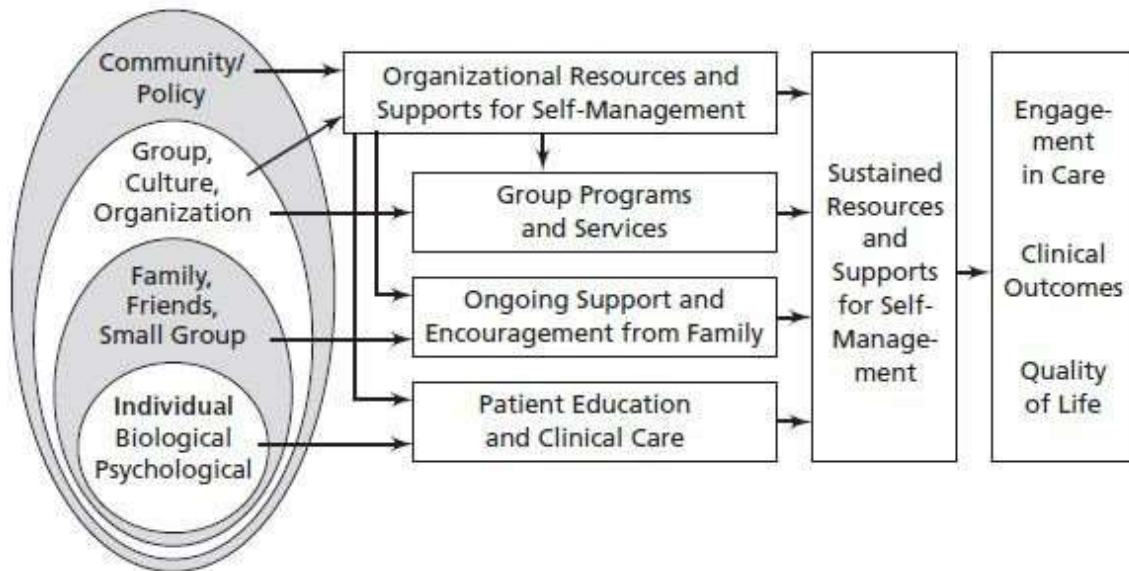 Community/
Policy
Group,
Culture,
Organization
Family,
Friends,
Small Group
Individual
Biological
Psychological
Organizational Resources and
Supports for Self-Management
Group Programs
and Services
Ongoing Support and
Encouragement from Family
Patient Education
and Clinical Care
Sustained
Resources
and
Supports
for Self-
Manage-
ment
Engage-
ment
in Care
Clinical
Outcomes
Quality
of Life